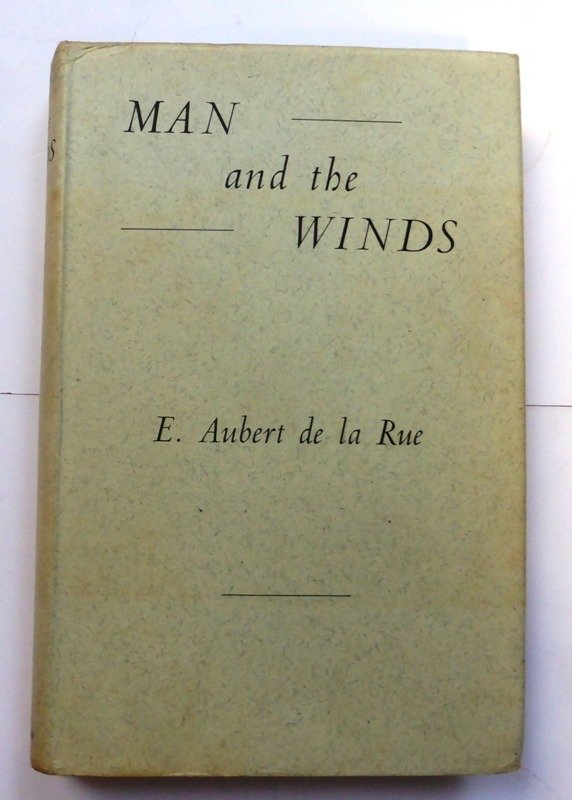 MAN
and the
WINDS
E. Aubert de la Rue